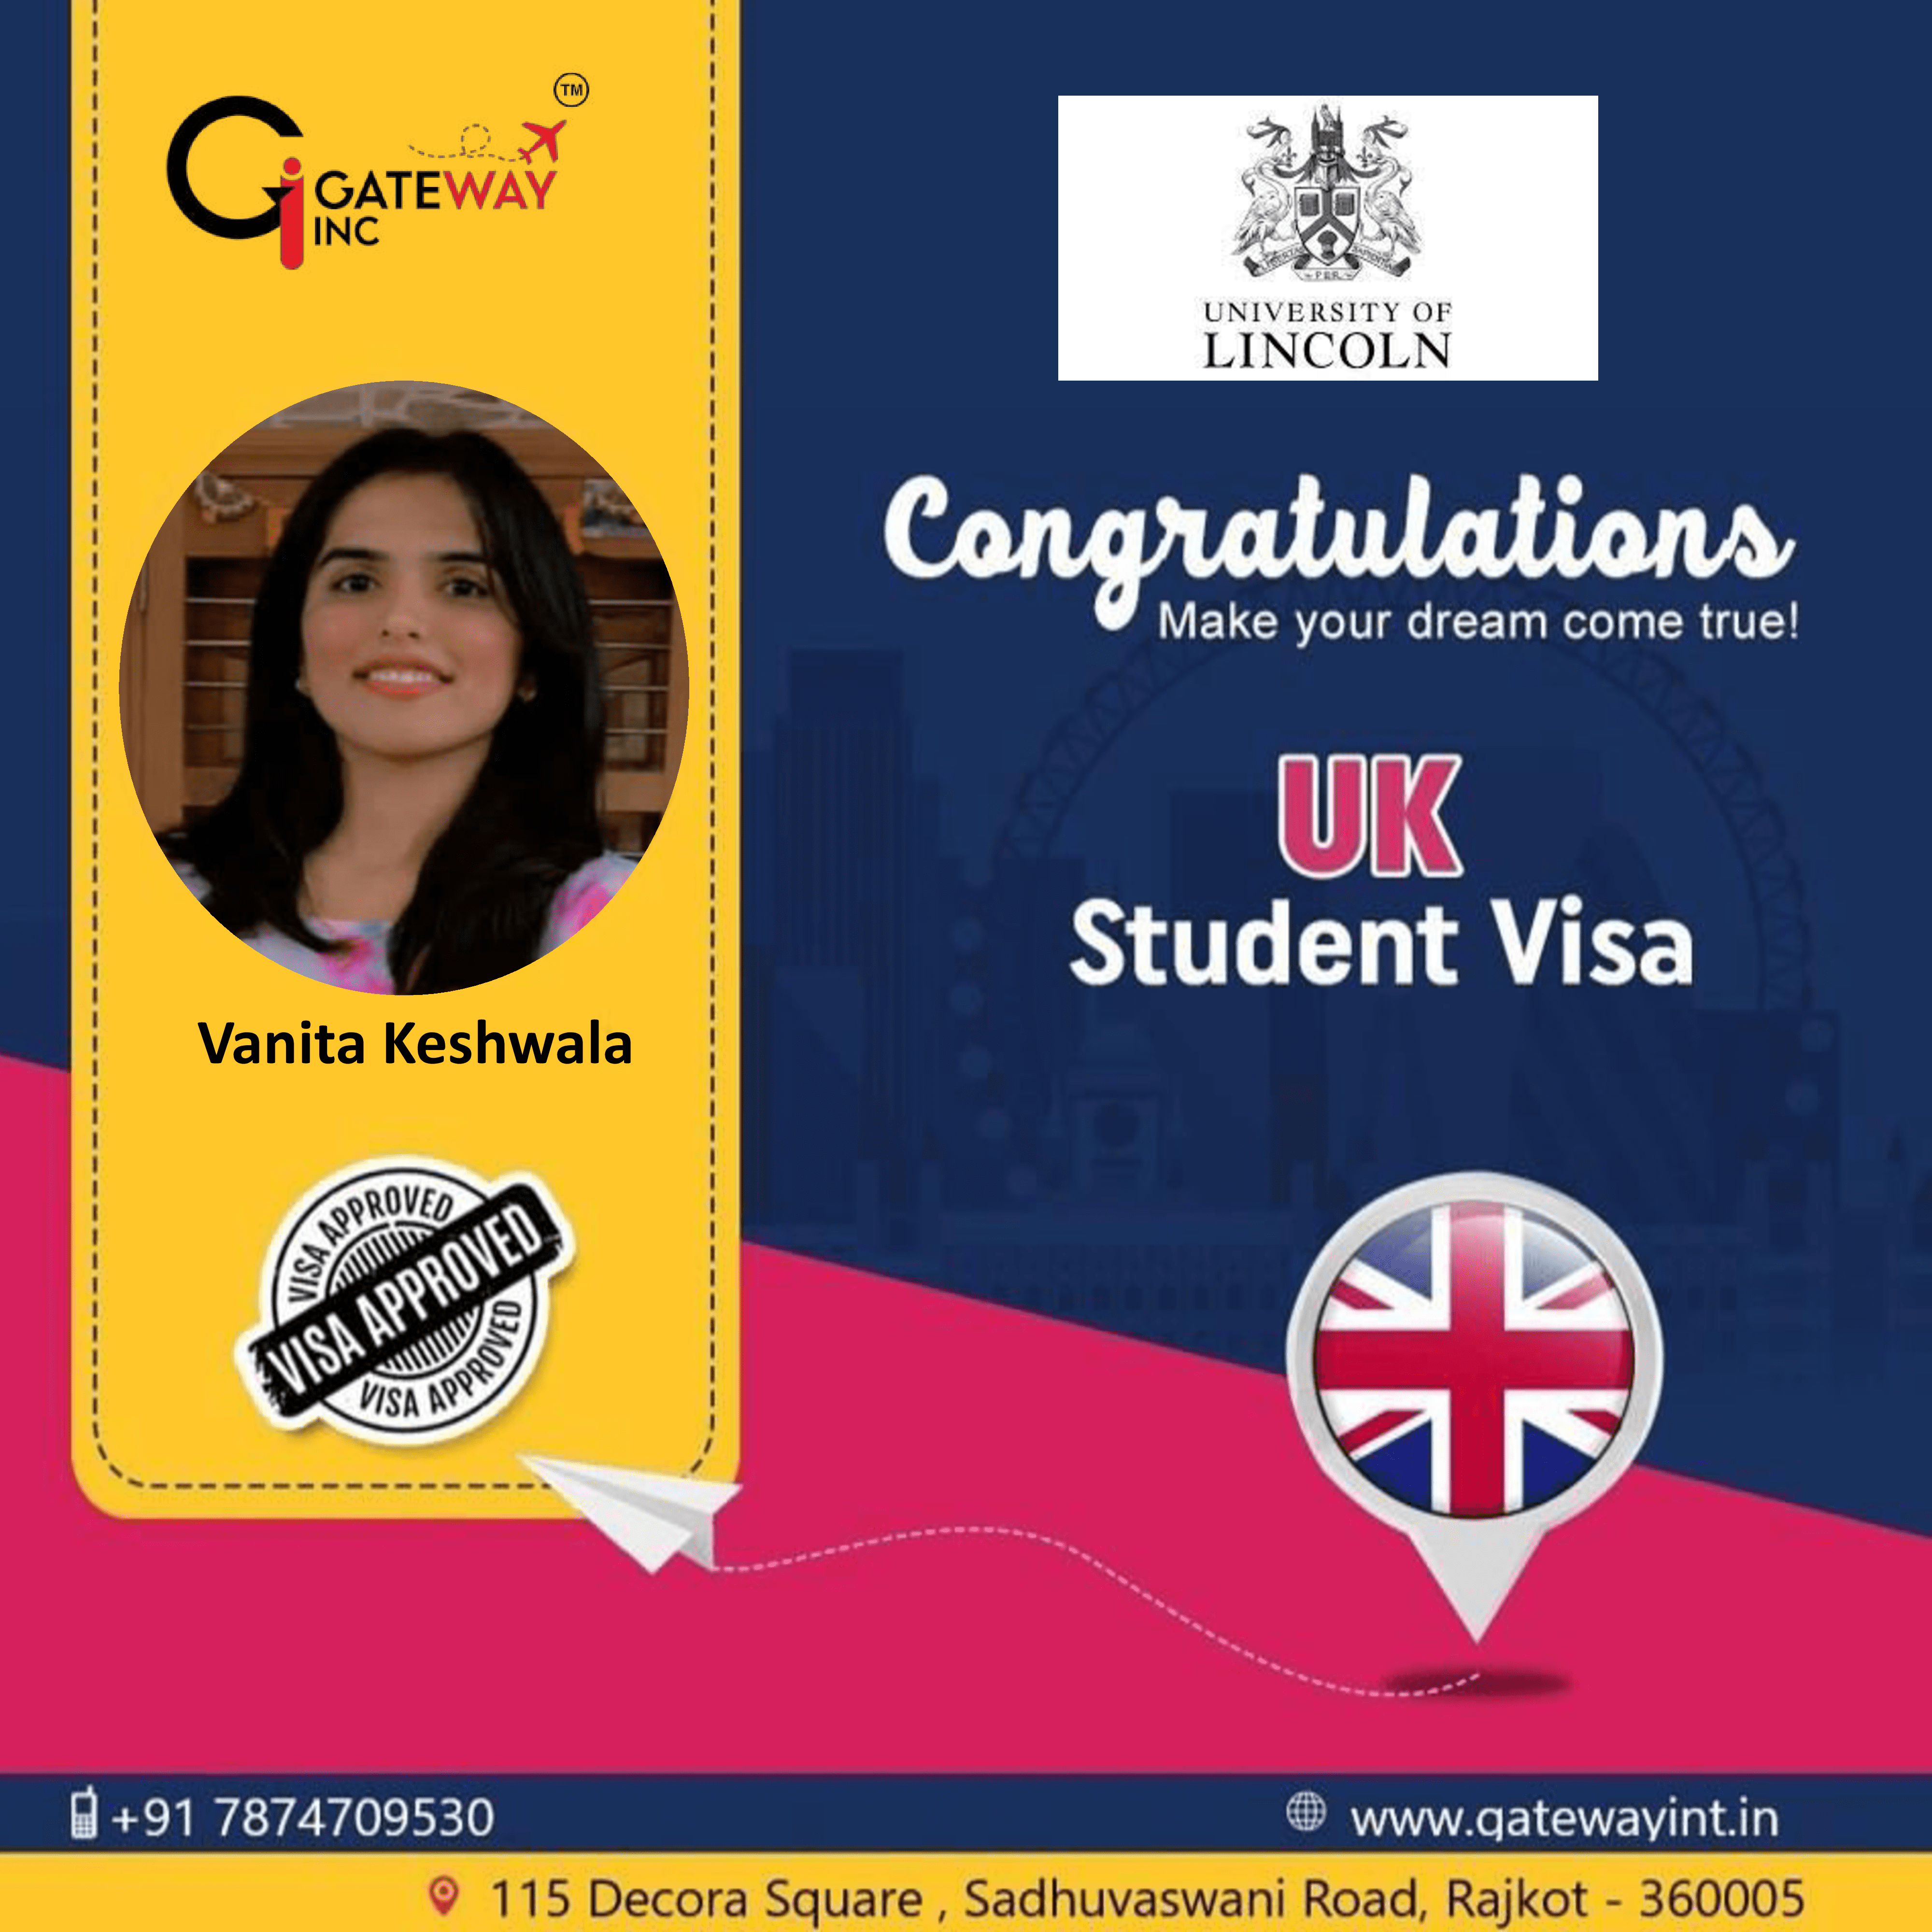 TM
GATEWAY
INC
UNIVERSITY OF
LINCOLN
Congratulations
Make your dream come true!
UK
Student Visa
Vanita Keshwala
VISA APPROVED
VISA APPROVED
VISA APPROVED
+91 7874709530
www.gatewayint.in
115 Decora Square , Sadhuvaswani Road, Rajkot - 360005